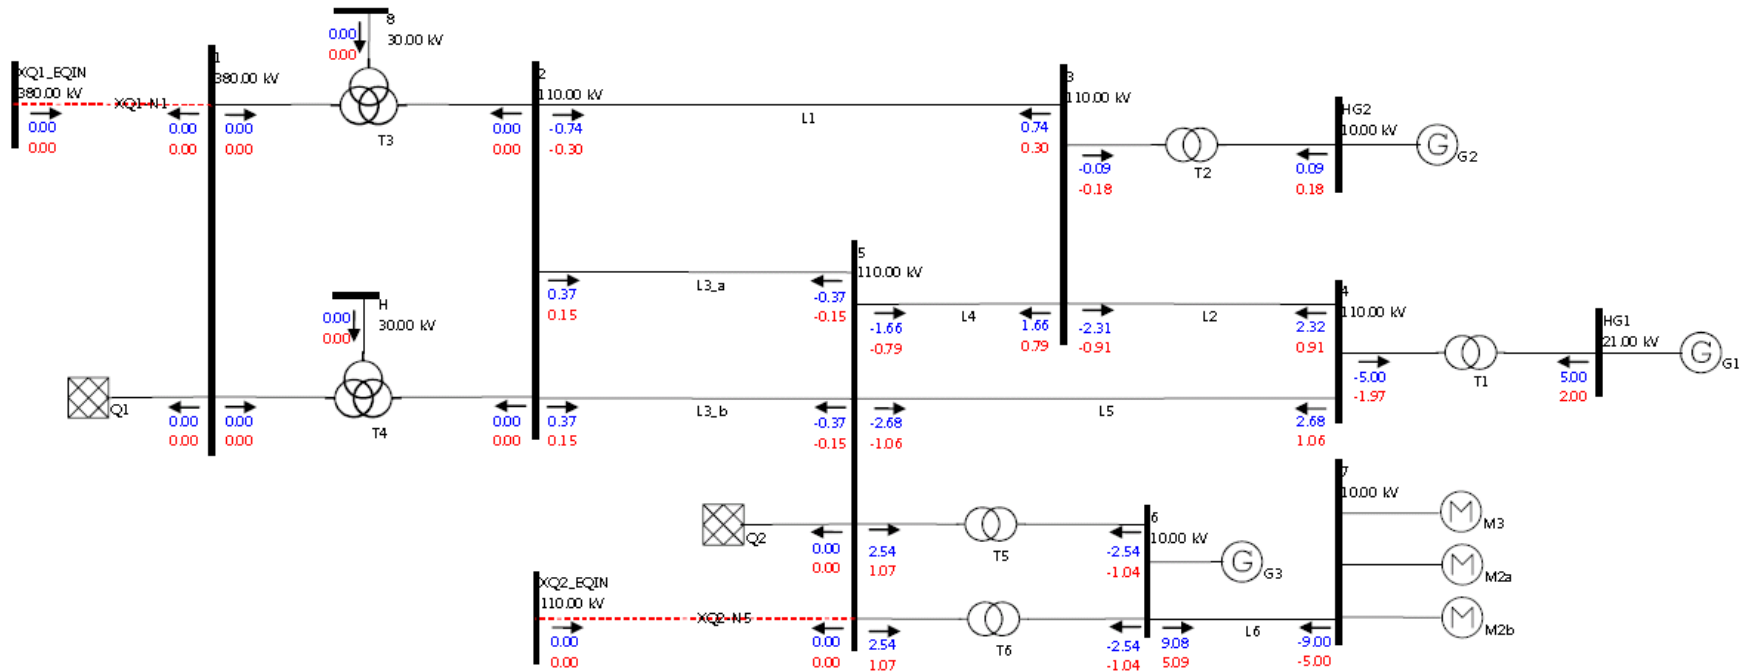 8
30.00 kV
0.00
0.00
XQ1_EQIN
380.00 kV
XQ1-N1
0.00
0.00
0.00
0.00
1
380.00 kV
0.00
0.00
T3
0.00
0.00
2
110.00 kV
-0.74
-0.30
L1
0.74
0.30
3
110.00 kV
-0.09
-0.18
T2
0.09
0.18
HG2
10.00 kV
G2
0.37
0.15
L3_a
-0.37
-0.15
5
110.00 kV
-1.66
-0.79
L4
1.66
0.79
-2.31
-0.91
L2
2.32
0.91
4
110.00 kV
-5.00
-1.97
T1
5.00
2.00
HG1
21.00 kV
G1
H
30.00 kV
0.00
0.00
Q1
0.00
0.00
0.00
0.00
T4
0.00
0.00
0.37
0.15
L3_b
-0.37
-0.15
-2.68
-1.06
L5
2.68
1.06
Q2
0.00
0.00
2.54
1.07
T5
-2.54
-1.04
6
10.00 kV
G3
7
10.00 kV
M3
M2a
M2b
XQ2_EQIN
110.00 kV
XQ2-N5
0.00
0.00
0.00
0.00
2.54
1.07
T6
-2.54
-1.04
9.08
5.09
L6
-9.00
-5.00